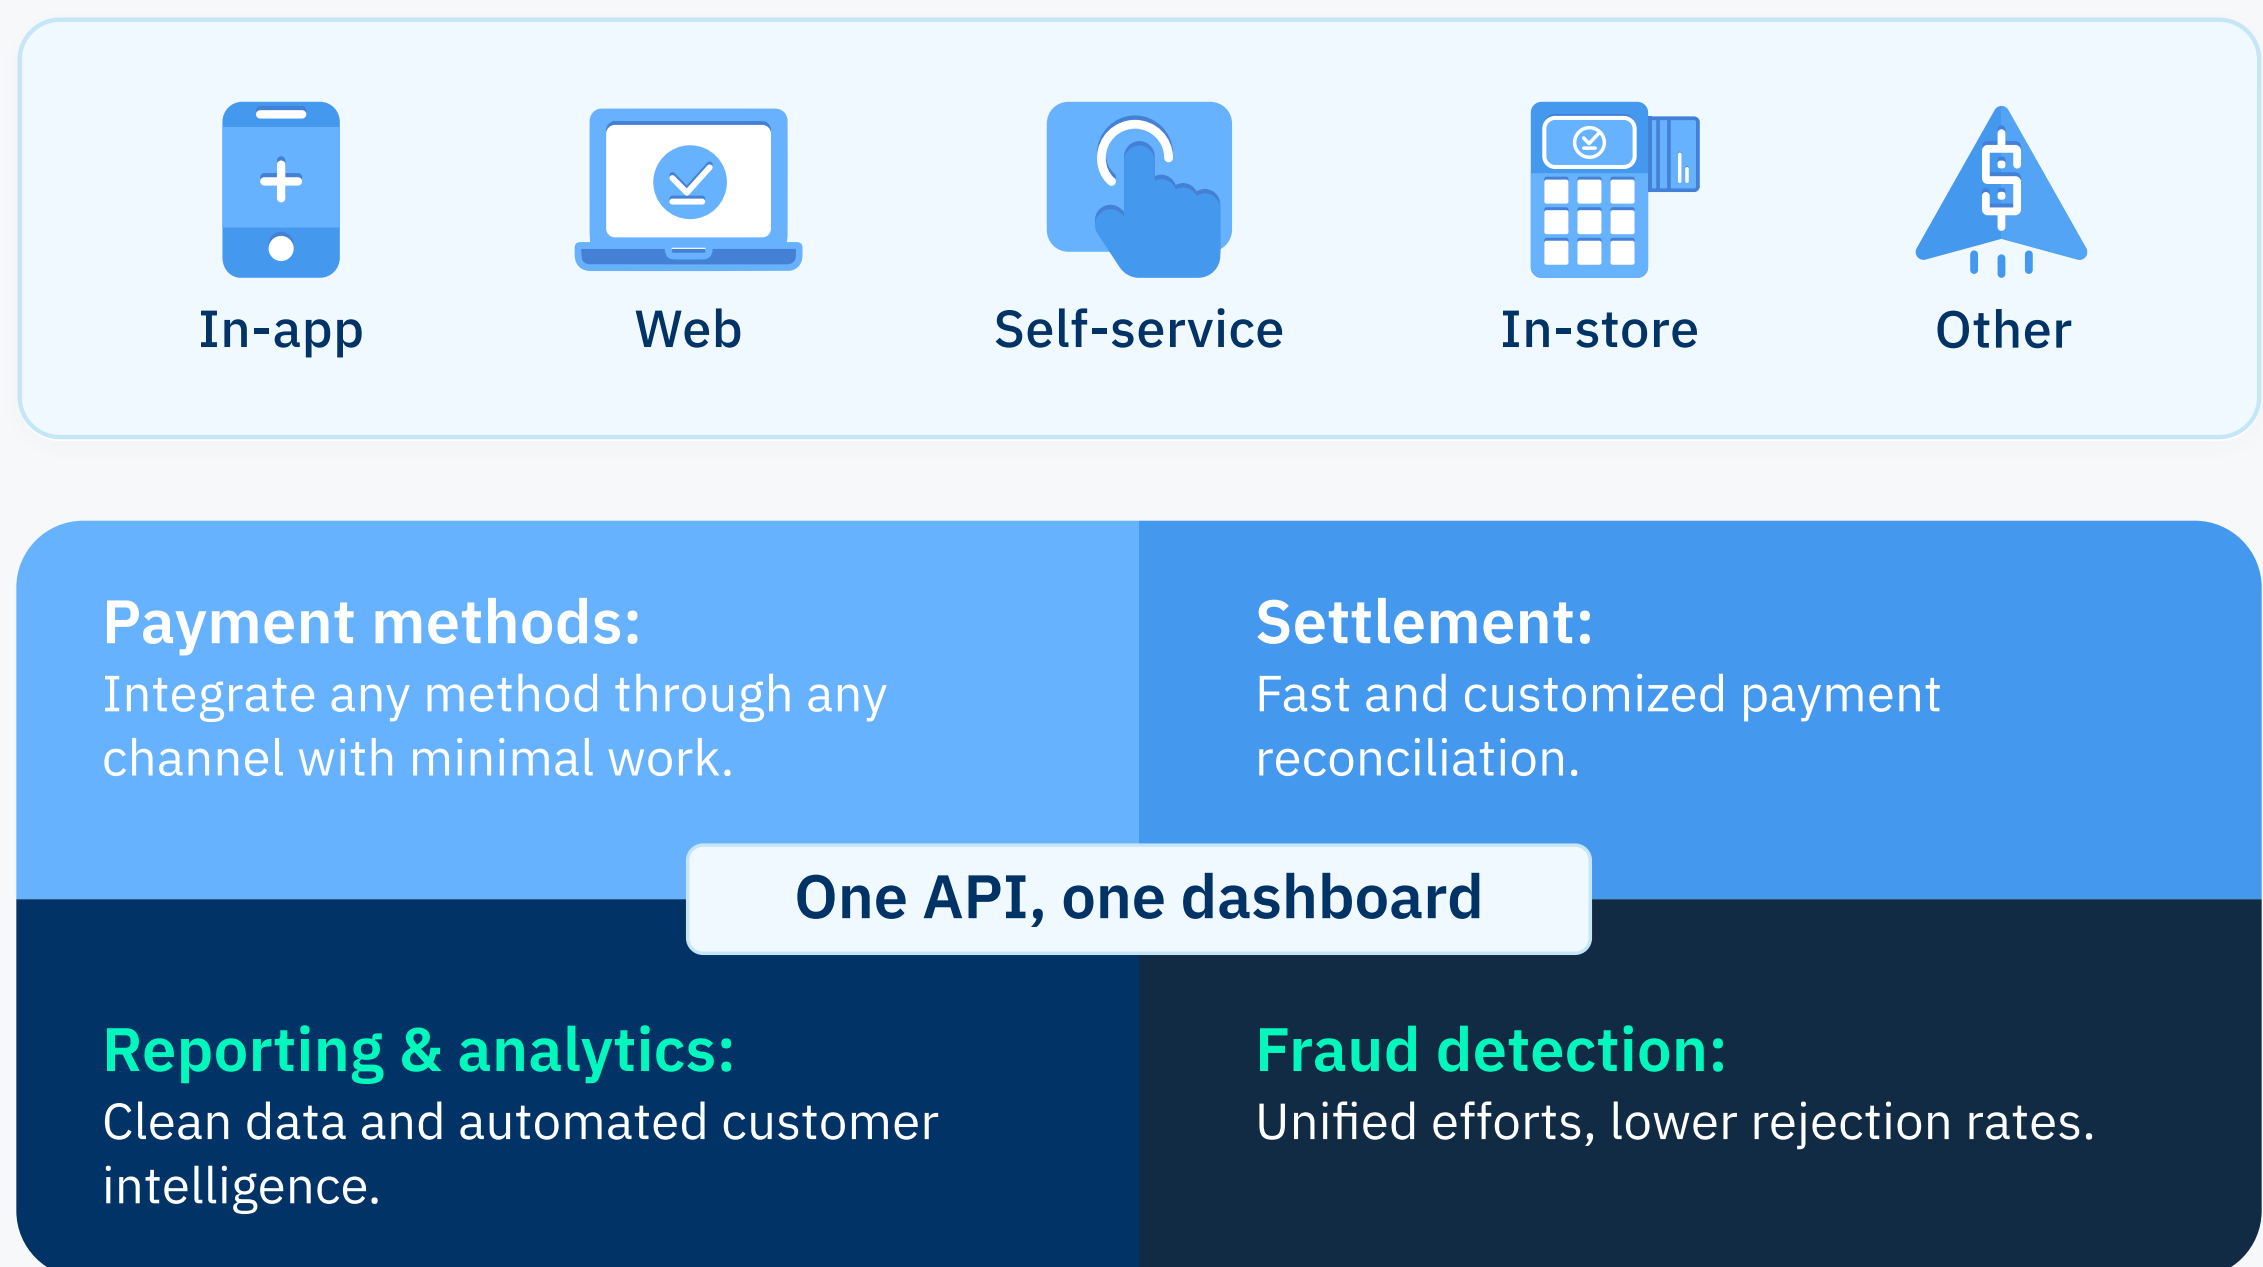 In-app
Web
Self-service
In-store
Other
Payment methods:
Integrate any method through any
channel with minimal work.
Settlement:
Fast and customized payment
reconciliation.
One API, one dashboard
Reporting & analytics:
Clean data and automated customer
intelligence.
Fraud detection:
Unified efforts, lower rejection rates.